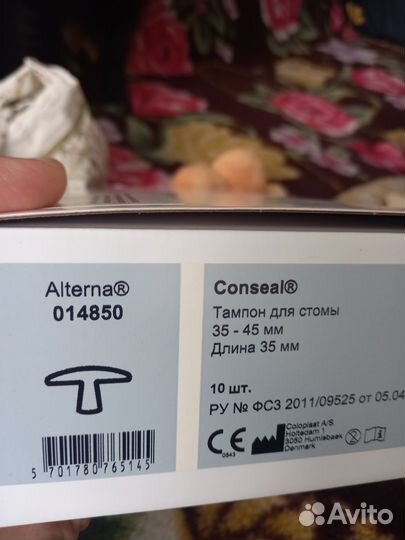 Alterna®
014850
5 701780 765145
Conseal®
Тампон для стомы
35 - 45 мм
Длина 35 мм
10 шт.
РУ № ФСЗ 2011/09525 от 05.04
CE
0543
Coloplast A/S
Holtedam 1
3050 Humlebaek
Denmark
Avito